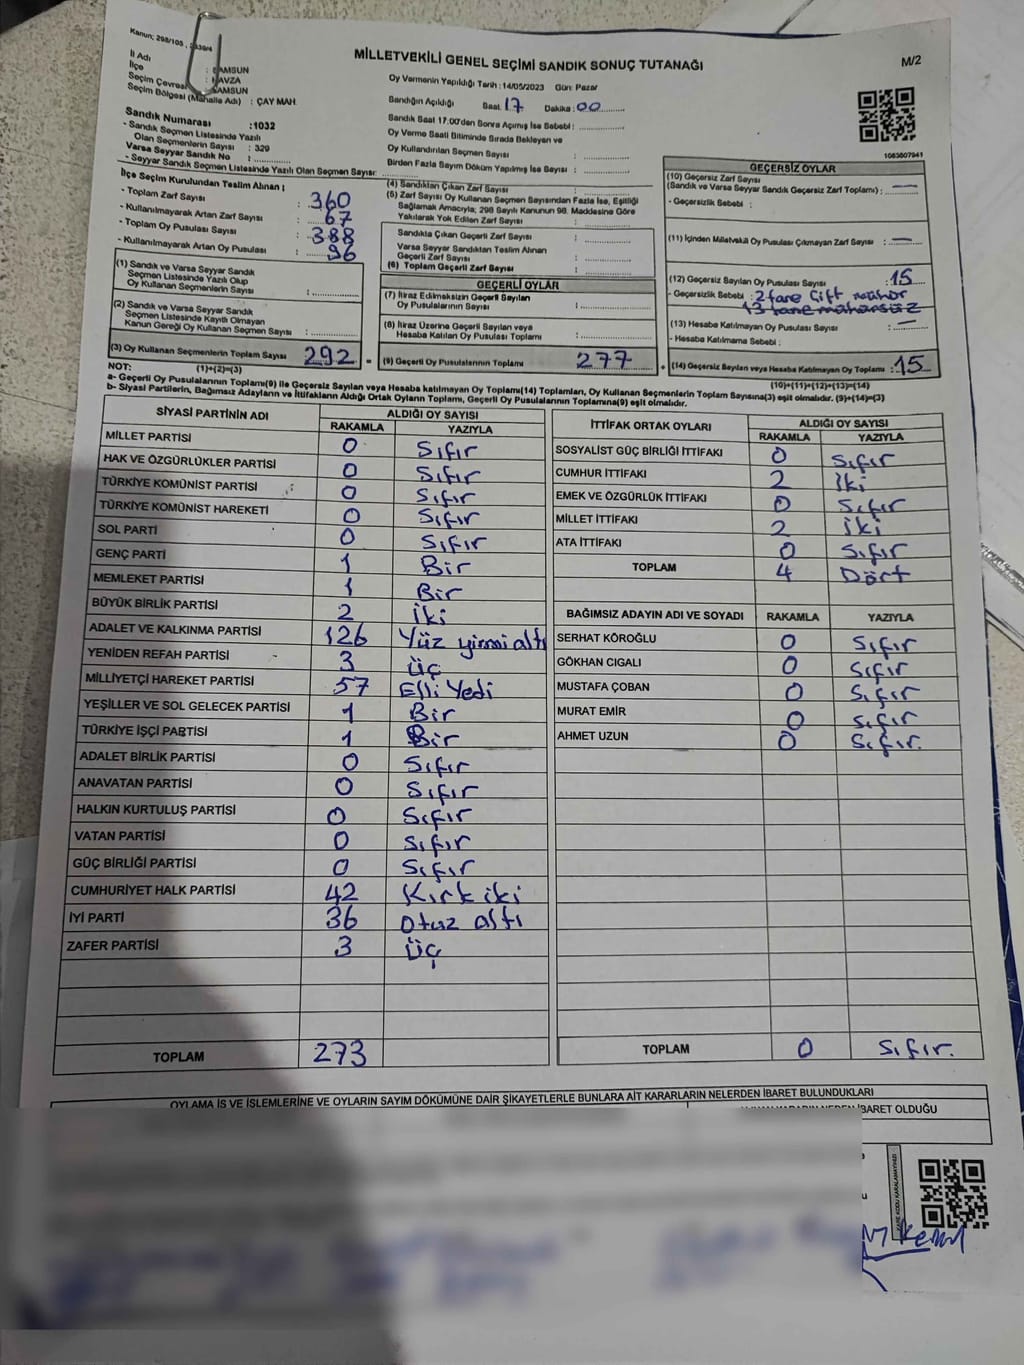 Kanun; 298/105 , 2839/4
MİLLETVEKİLİ GENEL SEÇİMİ SANDIK SONUÇ TUTANAĞI
M/2
İl Adı : SAMSUN
İlçe : HAVZA
Seçim Çevresi : SAMSUN
Seçim Bölgesi (Mahalle Adı) : ÇAY MAH.
Oy Vermenin Yapıldığı Tarih :14/05/2023 Gün: Pazar
Sandığın Açıldığı Saat: 17 Dakika : 00
Sandık Saat 17:00'den Sonra Açımış İse Sebebi :
Oy Verme Saati Bitiminde Sırada Bekleyen ve
Oy Kullandırılan Seçmen Sayısı :
Birden Fazla Sayım Döküm Yapılmış İse Sayısı :
Sandık Numarası :1032
- Sandık Seçmen Listesinde Yazılı
Olan Seçmenlerin Sayısı : 329
Varsa Seyyar Sandık No :
- Seyyar Sandık Seçmen Listesinde Yazılı Olan Seçmen Sayısı:
1083607941
İlçe Seçim Kurulundan Teslim Alınan ;
- Toplam Zarf Sayısı : 360
- Kullanılmayarak Artan Zarf Sayısı : 67
- Toplam Oy Pusulası Sayısı : 388
- Kullanılmayarak Artan Oy Pusulası : 96
(1) Sandık ve Varsa Seyyar Sandık
Seçmen Listesinde Yazılı Olup
Oy Kullanan Seçmenlerin Sayısı :
(2) Sandık ve Varsa Seyyar Sandık
Seçmen Listesinde Kayıtlı Olmayan
Kanun Gereği Oy Kullanan Seçmen Sayısı :
(3) Oy Kullanan Seçmenlerin Toplam Sayısı 292 =
(4) Sandıktan Çıkan Zarf Sayısı :
(5) Zarf Sayısı Oy Kullanan Seçmen Sayısından Fazla İse, Eşitliği
Sağlamak Amacıyla; 298 Sayılı Kanunun 98. Maddesine Göre
Yakılarak Yok Edilen Zarf Sayısı :
Sandıkta Çıkan Geçerli Zarf Sayısı :
Varsa Seyyar Sandıktan Teslim Alınan
Geçerli Zarf Sayısı :
(6) Toplam Geçerli Zarf Sayısı :
GEÇERLİ OYLAR
(7) İtiraz Edilmeksizin Geçerli Sayılan
Oy Pusulalarının Sayısı :
(8) İtiraz Üzerine Geçerli Sayılan veya
Hesaba Katılan Oy Pusulası Toplamı :
(9) Geçerli Oy Pusulalarının Toplamı : 277 +
GEÇERSİZ OYLAR
(10) Geçersiz Zarf Sayısı
(Sandık ve Varsa Seyyar Sandık Geçersiz Zarf Toplamı) : —
- Geçersizlik Sebebi :
(11) İçinden Milletvekili Oy Pusulası Çıkmayan Zarf Sayısı : —
(12) Geçersiz Sayılan Oy Pusulası Sayısı : 15
- Geçersizlik Sebebi : 2 tane Çift mühür
13 tane mühürsüz
(13) Hesaba Katılmayan Oy Pusulası Sayısı : —
- Hesaba Katılmama Sebebi :
(14) Geçersiz Sayılan veya Hesaba Katılmayan Oy Toplamı : 15
NOT: (1)+(2)=(3) (10)+(11)+(12)+(13)=(14)
a- Geçerli Oy Pusulalarının Toplamı(9) ile Geçersiz Sayılan veya Hesaba katılmayan Oy Toplamı(14) Toplamları, Oy Kullanan Seçmenlerin Toplam Sayısına(3) eşit olmalıdır. (9)+(14)=(3)
b- Siyasi Partilerin, Bağımsız Adayların ve İttifakların Aldığı Ortak Oyların Toplamı, Geçerli Oy Pusulalarının Toplamına(9) eşit olmalıdır.
SİYASİ PARTİNİN ADI ALDIĞI OY SAYISI
RAKAMLA YAZIYLA
MİLLET PARTİSİ 0 Sıfır
HAK VE ÖZGÜRLÜKLER PARTİSİ 0 Sıfır
TÜRKİYE KOMÜNİST PARTİSİ 0 Sıfır
TÜRKİYE KOMÜNİST HAREKETİ 0 Sıfır
SOL PARTİ 0 Sıfır
GENÇ PARTİ 1 Bir
MEMLEKET PARTİSİ 1 Bir
BÜYÜK BİRLİK PARTİSİ 2 İki
ADALET VE KALKINMA PARTİSİ 126 Yüz yirmi altı
YENİDEN REFAH PARTİSİ 3 Üç
MİLLİYETÇİ HAREKET PARTİSİ 57 Elli Yedi
YEŞİLLER VE SOL GELECEK PARTİSİ 1 Bir
TÜRKİYE İŞÇİ PARTİSİ 1 Bir
ADALET BİRLİK PARTİSİ 0 Sıfır
ANAVATAN PARTİSİ 0 Sıfır
HALKIN KURTULUŞ PARTİSİ 0 Sıfır
VATAN PARTİSİ 0 Sıfır
GÜÇ BİRLİĞİ PARTİSİ 0 Sıfır
CUMHURİYET HALK PARTİSİ 42 Kırk iki
İYİ PARTİ 36 Otuz altı
ZAFER PARTİSİ 3 Üç
TOPLAM 273
İTTİFAK ORTAK OYLARI ALDIĞI OY SAYISI
RAKAMLA YAZIYLA
SOSYALİST GÜÇ BİRLİĞİ İTTİFAKI 0 Sıfır
CUMHUR İTTİFAKI 2 İki
EMEK VE ÖZGÜRLÜK İTTİFAKI 0 Sıfır
MİLLET İTTİFAKI 2 İki
ATA İTTİFAKI 0 Sıfır
TOPLAM 4 Dört
BAĞIMSIZ ADAYIN ADI VE SOYADI RAKAMLA YAZIYLA
SERHAT KÖROĞLU 0 Sıfır
GÖKHAN CIGALI 0 Sıfır
MUSTAFA ÇOBAN 0 Sıfır
MURAT EMİR 0 Sıfır
AHMET UZUN 0 Sıfır.
TOPLAM 0 Sıfır.
OYLAMA İŞ VE İŞLEMLERİNE VE OYLARIN SAYIM DÖKÜMÜNE DAİR ŞİKAYETLERLE BUNLARA AİT KARARLARIN NELERDEN İBARET BULUNDUKLARI
İBARET OLDUĞU